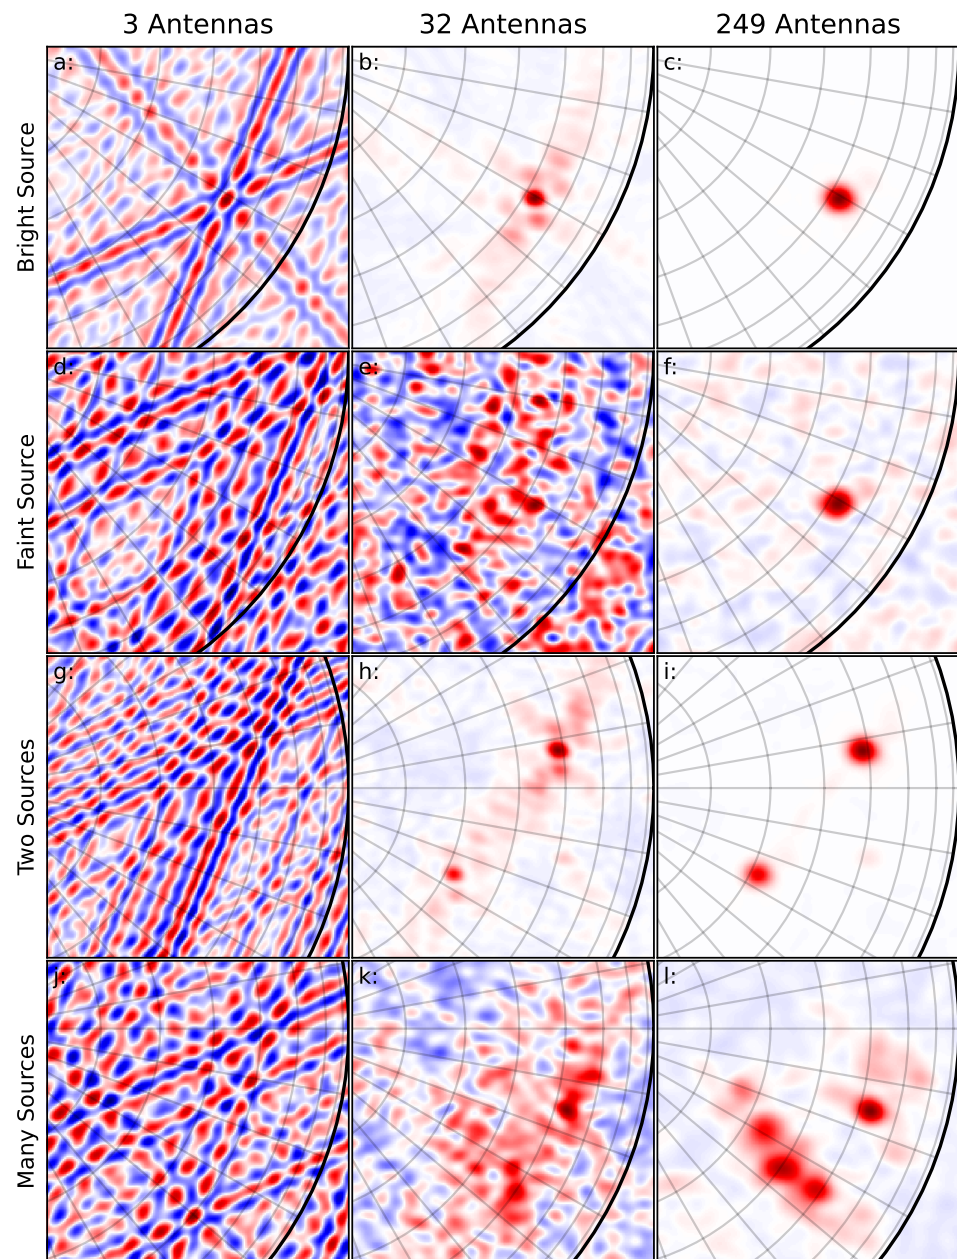 3 Antennas 32 Antennas 249 Antennas
Bright Source
a: b: c:
Faint Source
d: e: f:
Two Sources
g: h: i:
Many Sources
j: k: l: